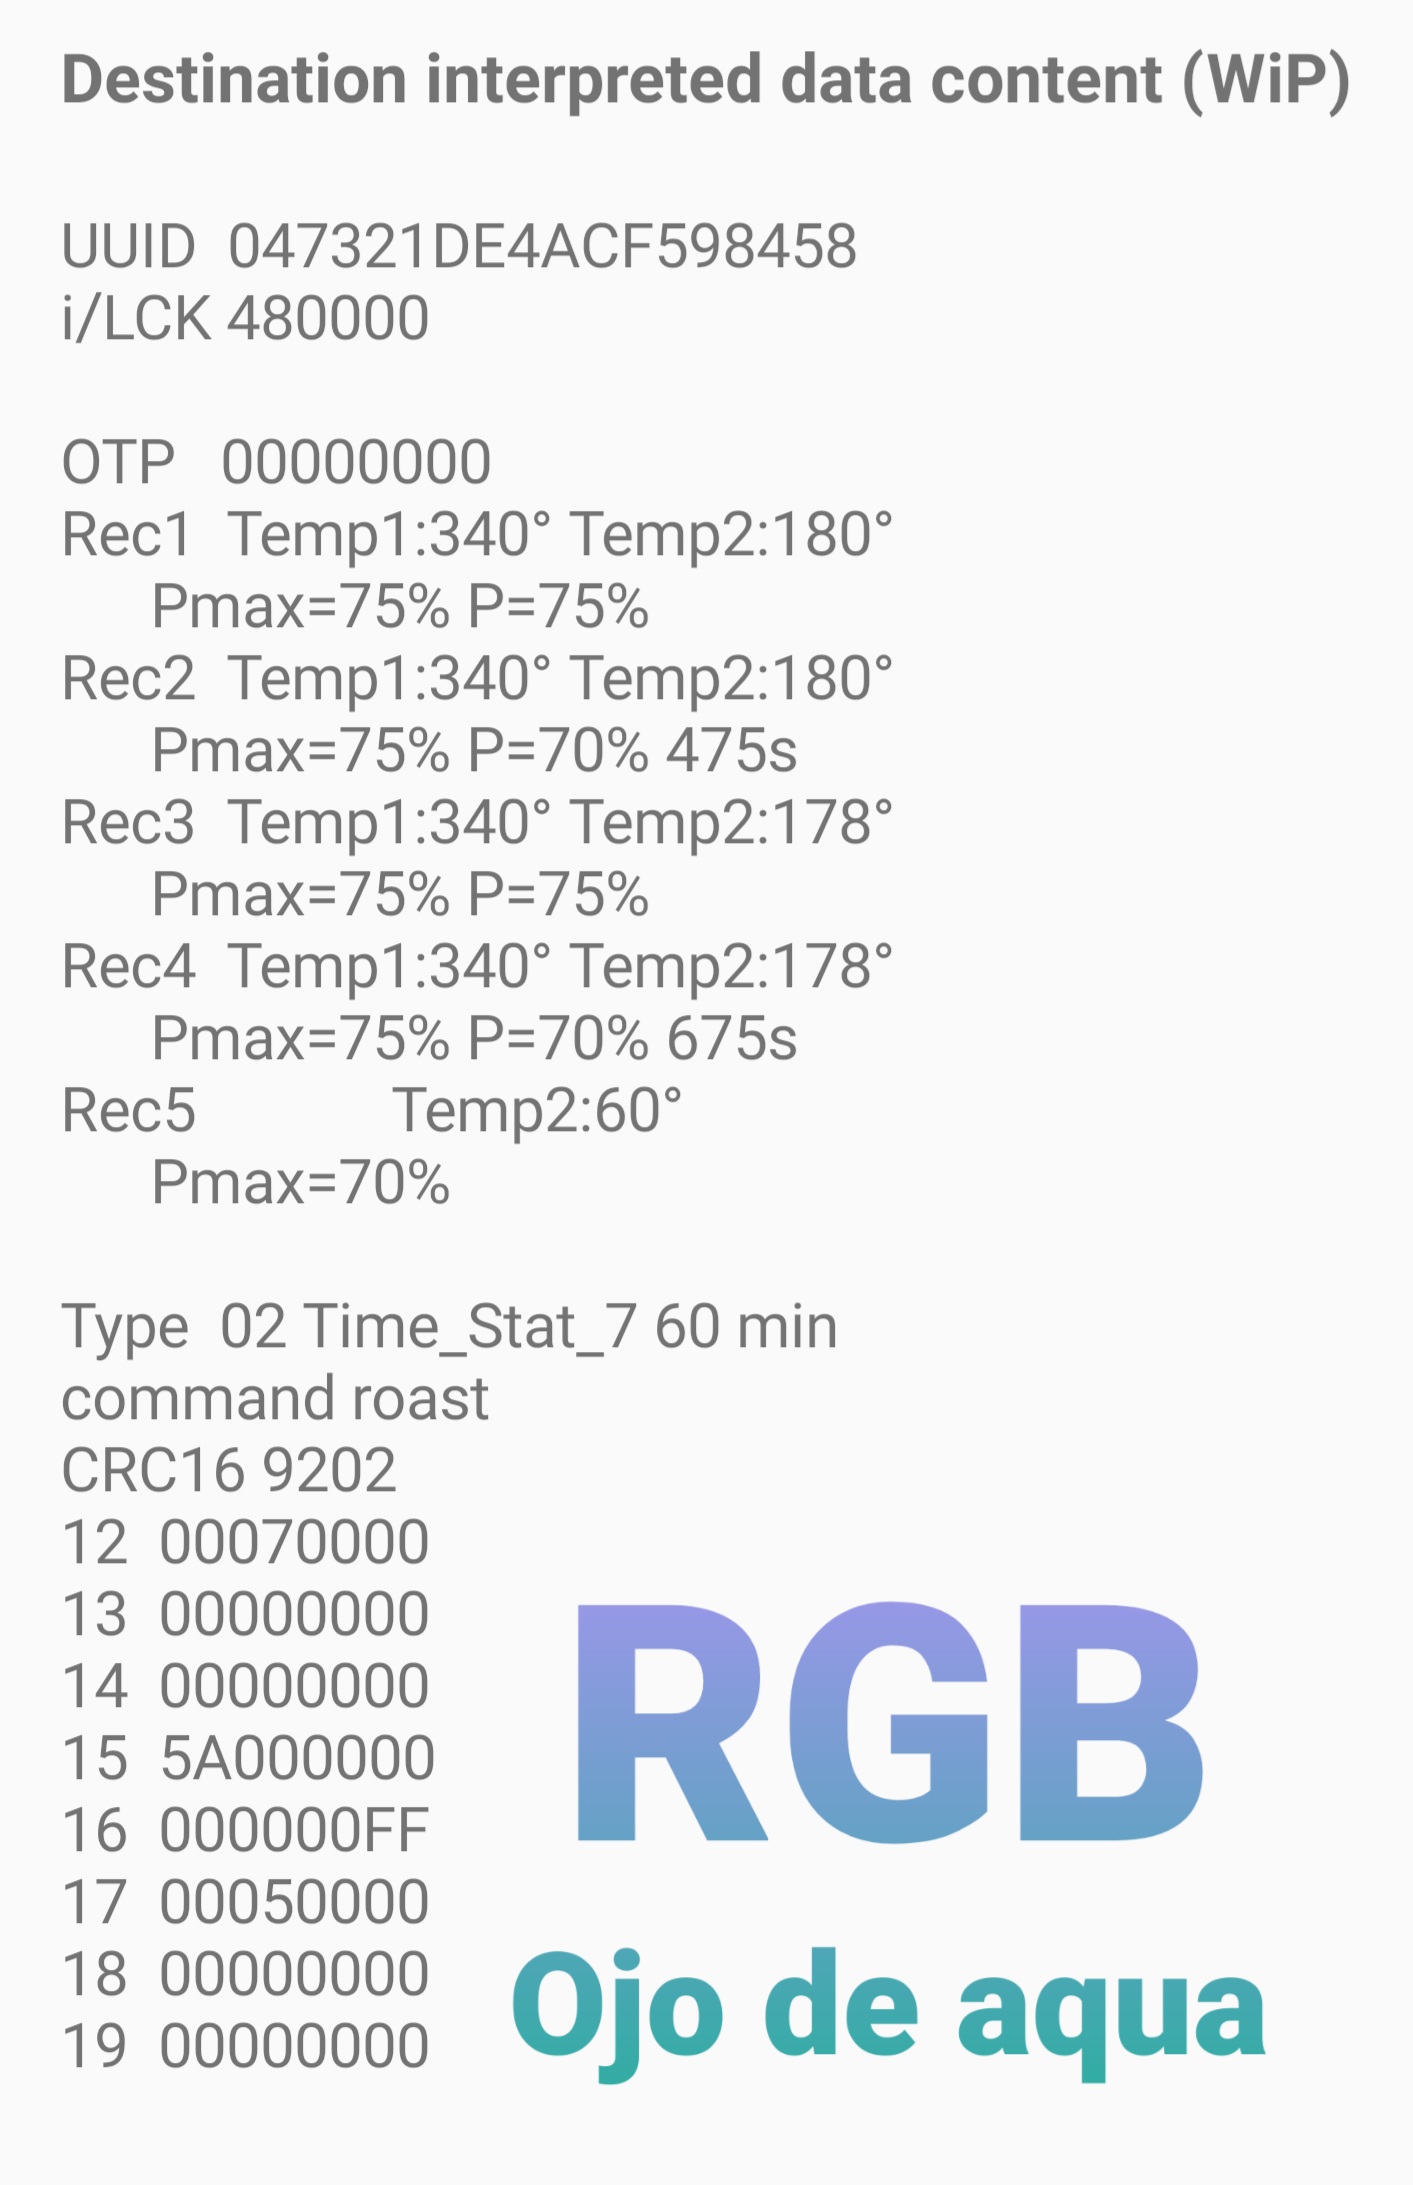 Destination interpreted data content (WiP)
UUID 047321DE4ACF598458
i/LCK 480000
OTP 00000000
Rec1 Temp1:340° Temp2:180°
Pmax=75% P=75%
Rec2 Temp1:340° Temp2:180°
Pmax=75% P=70% 475s
Rec3 Temp1:340° Temp2:178°
Pmax=75% P=75%
Rec4 Temp1:340° Temp2:178°
Pmax=75% P=70% 675s
Rec5 Temp2:60°
Pmax=70%
Type 02 Time_Stat_7 60 min
command roast
CRC16 9202
12 00070000
13 00000000
14 00000000
15 5A000000
16 000000FF
17 00050000
18 00000000
19 00000000
RGB
Ojo de aqua